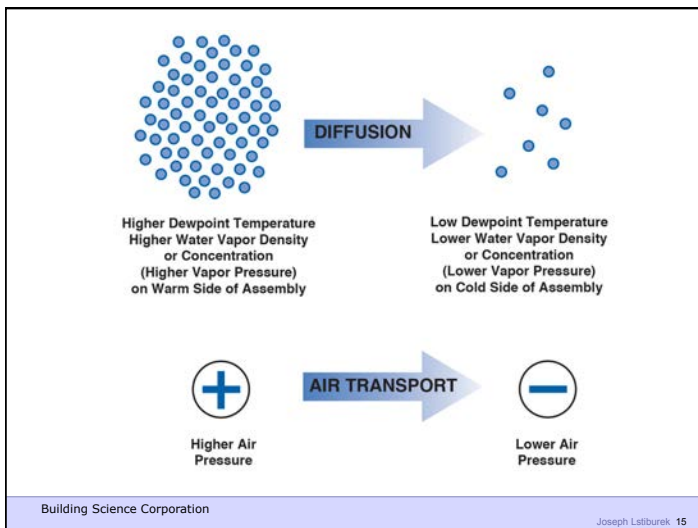 DIFFUSION
Higher Dewpoint Temperature
Higher Water Vapor Density
or Concentration
(Higher Vapor Pressure)
on Warm Side of Assembly
Low Dewpoint Temperature
Lower Water Vapor Density
or Concentration
(Lower Vapor Pressure)
on Cold Side of Assembly
AIR TRANSPORT
Higher Air
Pressure
Lower Air
Pressure
Building Science Corporation
Joseph Lstiburek 15